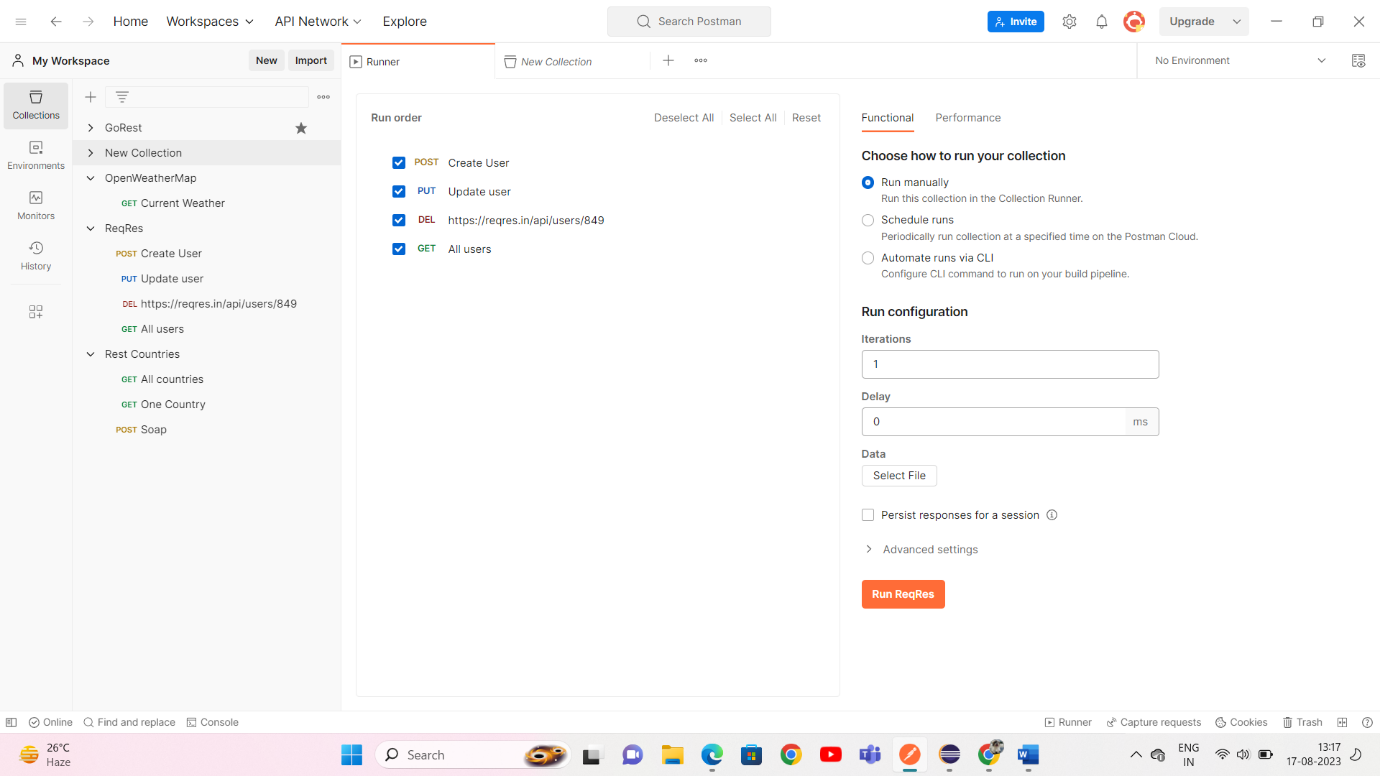 Home Workspaces API Network Explore Search Postman Invite Upgrade
My Workspace New Import Runner New Collection No Environment
Collections
Environments
Monitors
History
GoRest
New Collection
OpenWeatherMap
GET Current Weather
ReqRes
POST Create User
PUT Update user
DEL https://reqres.in/api/users/849
GET All users
Rest Countries
GET All countries
GET One Country
POST Soap
Run order Deselect All Select All Reset
POST Create User
PUT Update user
DEL https://reqres.in/api/users/849
GET All users
Functional Performance
Choose how to run your collection
Run manually
Run this collection in the Collection Runner.
Schedule runs
Periodically run collection at a specified time on the Postman Cloud.
Automate runs via CLI
Configure CLI command to run on your build pipeline.
Run configuration
Iterations
1
Delay
0 ms
Data
Select File
Persist responses for a session
Advanced settings
Run ReqRes
Online Find and replace Console Runner Capture requests Cookies Trash
26°C
Haze
Search
ENG
IN
13:17
17-08-2023